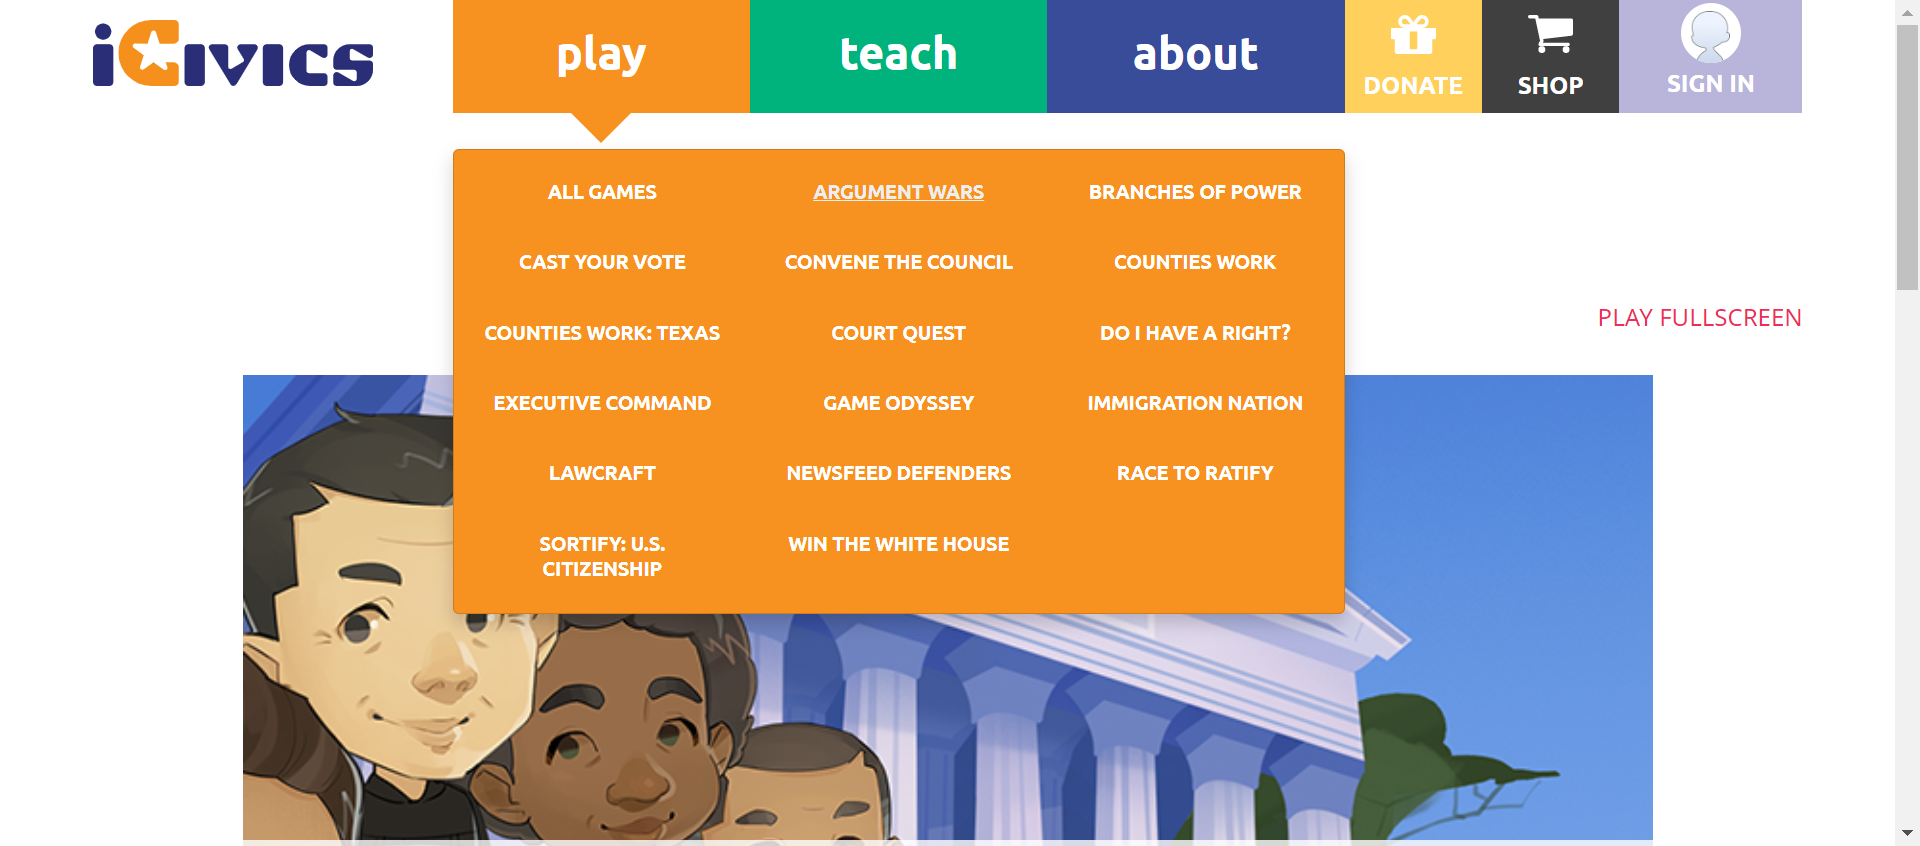 iCivics
play
teach
about
DONATE
SHOP
SIGN IN
ALL GAMES
ARGUMENT WARS
BRANCHES OF POWER
CAST YOUR VOTE
CONVENE THE COUNCIL
COUNTIES WORK
COUNTIES WORK: TEXAS
COURT QUEST
DO I HAVE A RIGHT?
EXECUTIVE COMMAND
GAME ODYSSEY
IMMIGRATION NATION
LAWCRAFT
NEWSFEED DEFENDERS
RACE TO RATIFY
SORTIFY: U.S.
CITIZENSHIP
WIN THE WHITE HOUSE
PLAY FULLSCREEN